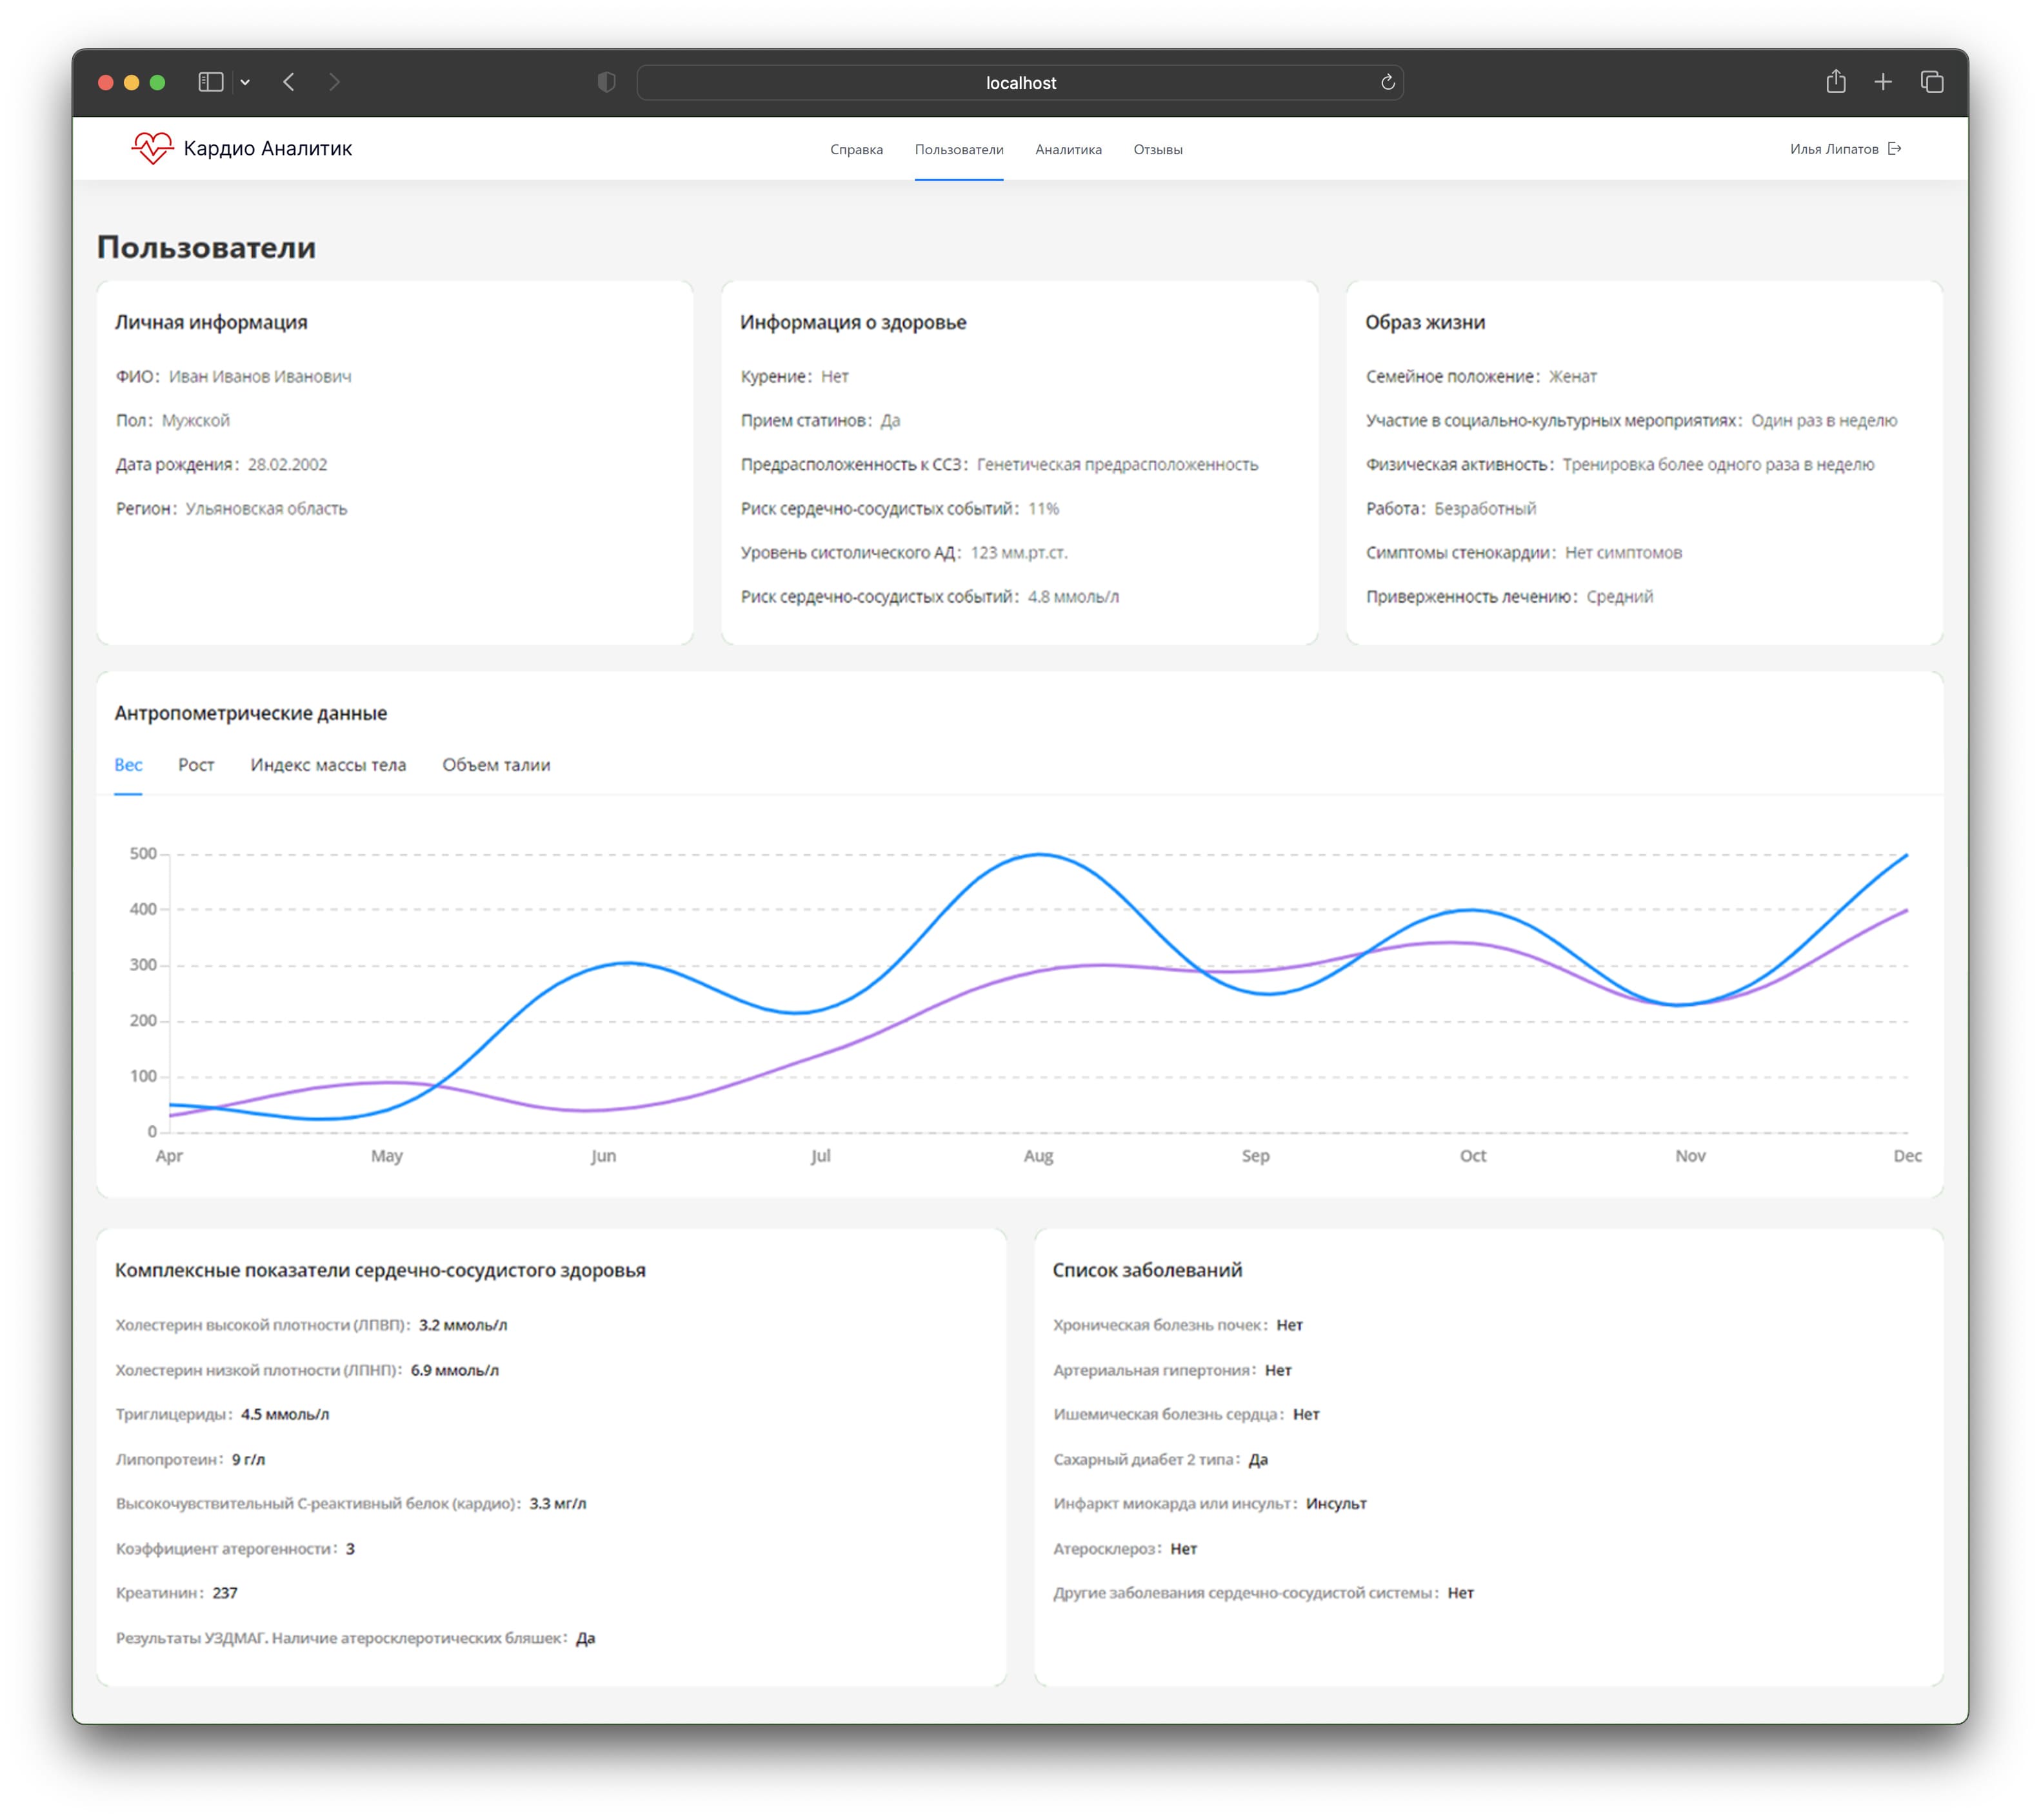 localhost
Кардио Аналитик
Справка Пользователи Аналитика Отзывы
Илья Липатов
Пользователи
Личная информация
ФИО: Иван Иванов Иванович
Пол: Мужской
Дата рождения: 28.02.2002
Регион: Ульяновская область
Информация о здоровье
Курение: Нет
Прием статинов: Да
Предрасположенность к ССЗ: Генетическая предрасположенность
Риск сердечно-сосудистых событий: 11%
Уровень систолического АД: 123 мм.рт.ст.
Риск сердечно-сосудистых событий: 4.8 ммоль/л
Образ жизни
Семейное положение: Женат
Участие в социально-культурных мероприятиях: Один раз в неделю
Физическая активность: Тренировка более одного раза в неделю
Работа: Безработный
Симптомы стенокардии: Нет симптомов
Приверженность лечению: Средний
Антропометрические данные
Вес Рост Индекс массы тела Объем талии
500
400
300
200
100
0
Apr May Jun Jul Aug Sep Oct Nov Dec
Комплексные показатели сердечно-сосудистого здоровья
Холестерин высокой плотности (ЛПВП): 3.2 ммоль/л
Холестерин низкой плотности (ЛПНП): 6.9 ммоль/л
Триглицериды: 4.5 ммоль/л
Липопротеин: 9 г/л
Высокочувствительный С-реактивный белок (кардио): 3.3 мг/л
Коэффициент атерогенности: 3
Креатинин: 237
Результаты УЗДМАГ. Наличие атеросклеротических бляшек: Да
Список заболеваний
Хроническая болезнь почек: Нет
Артериальная гипертония: Нет
Ишемическая болезнь сердца: Нет
Сахарный диабет 2 типа: Да
Инфаркт миокарда или инсульт: Инсульт
Атеросклероз: Нет
Другие заболевания сердечно-сосудистой системы: Нет